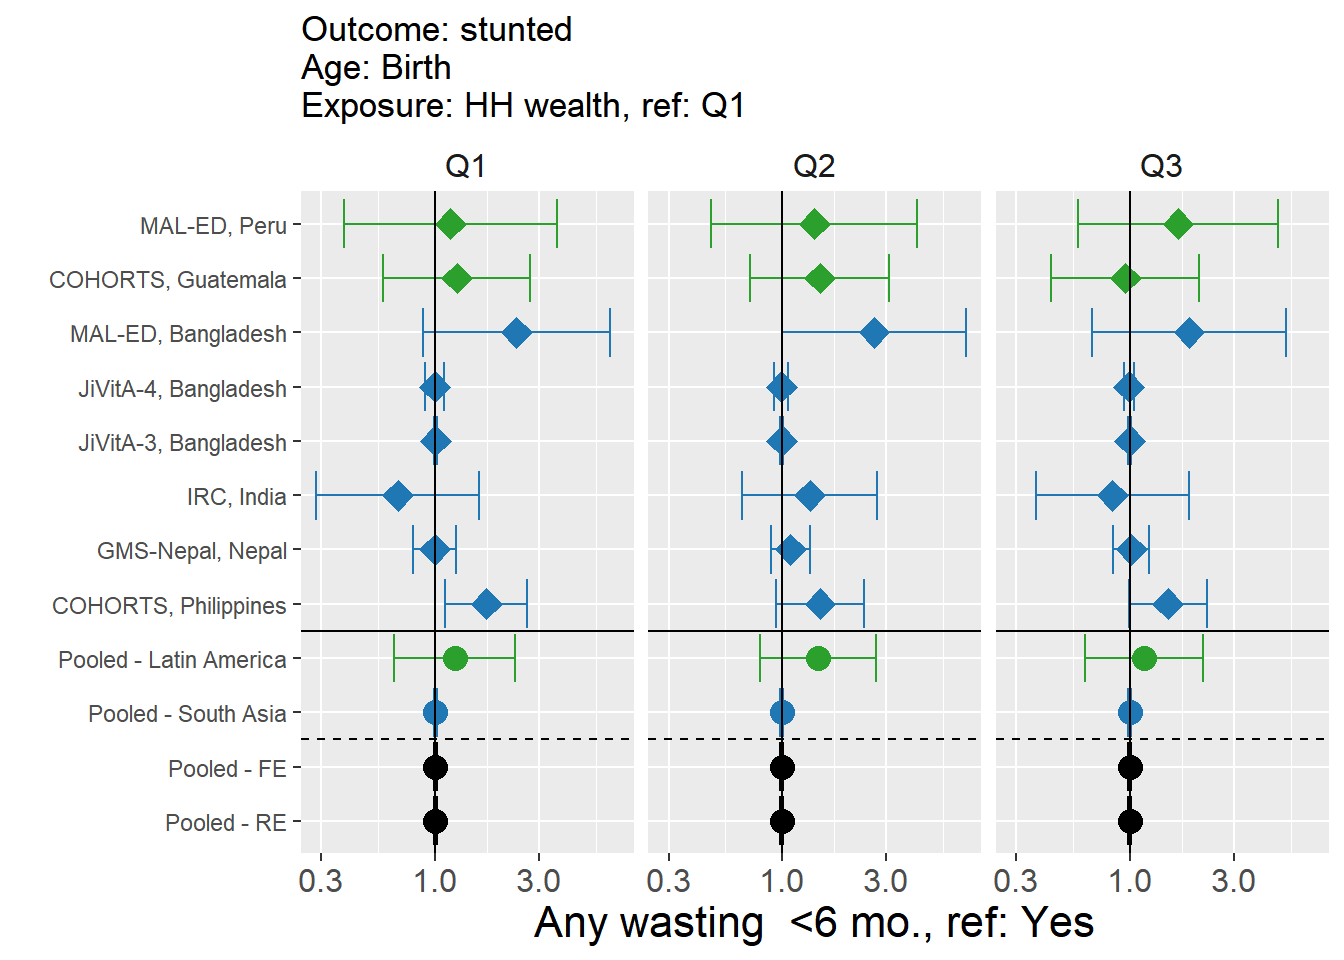 Outcome: stunted
Age: Birth
Exposure: HH wealth, ref: Q1
Q1 Q2 Q3
MAL-ED, Peru
COHORTS, Guatemala
MAL-ED, Bangladesh
JiVitA-4, Bangladesh
JiVitA-3, Bangladesh
IRC, India
GMS-Nepal, Nepal
COHORTS, Philippines
Pooled - Latin America
Pooled - South Asia
Pooled - FE
Pooled - RE
0.3 1.0 3.0 0.3 1.0 3.0 0.3 1.0 3.0
Any wasting  <6 mo., ref: Yes